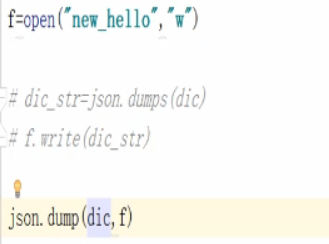 f=open("new_hello","w")
# dic_str=json.dumps(dic)
# f.write(dic_str)
json.dump(dic,f)